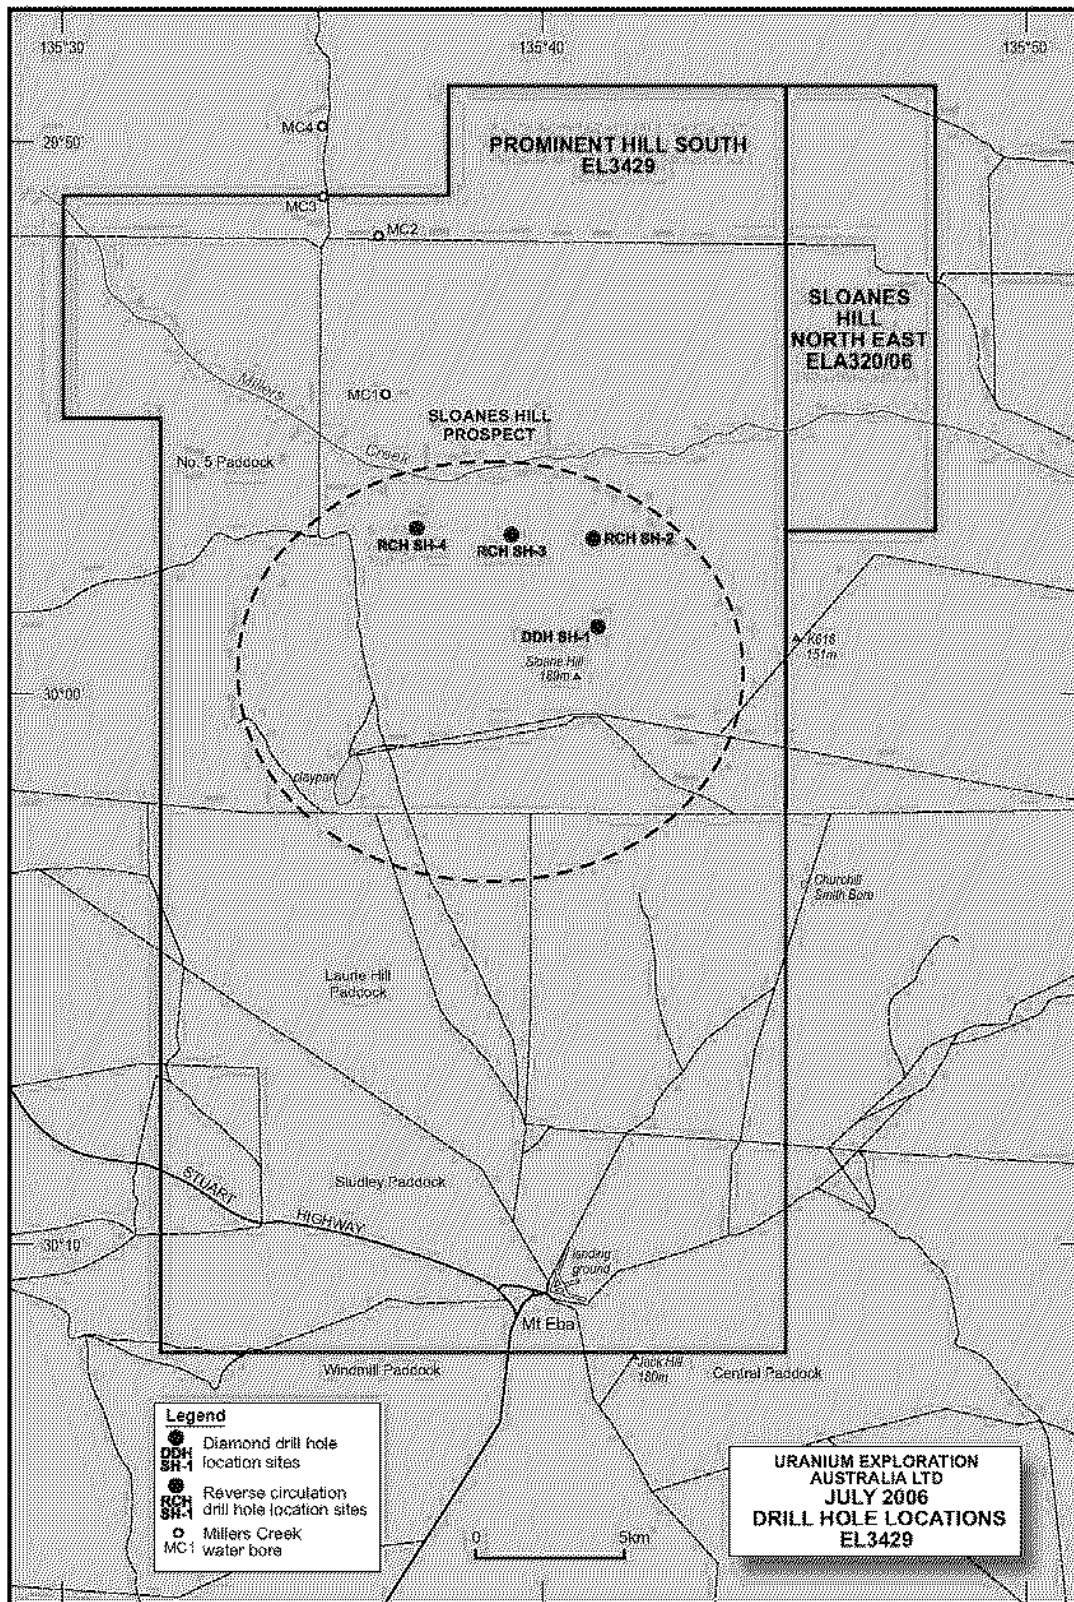 135°30'
135°40'
135°50'
29°50'
MC4
PROMINENT HILL SOUTH
EL3429
MC3
MC2
SLOANES
HILL
NORTH EAST
ELA320/06
Millers
MC1
SLOANES HILL
PROSPECT
Creek
No. 5 Paddock
RCH SH-4
RCH SH-3
RCH SH-2
DDH SH-1
K618
151m
Sloane Hill
189m
30°00'
claypan
Churchill
Smith Bore
Laurie Hill
Paddock
STUART
HIGHWAY
Studley Paddock
30°10'
landing
ground
Mt Eba
Windmill Paddock
Jack Hill
180m
Central Paddock
Legend
DDH
SH-1
Diamond drill hole
location sites
RCH
SH-1
Reverse circulation
drill hole location sites
MC1
Millers Creek
water bore
0
5km
URANIUM EXPLORATION
AUSTRALIA LTD
JULY 2006
DRILL HOLE LOCATIONS
EL3429